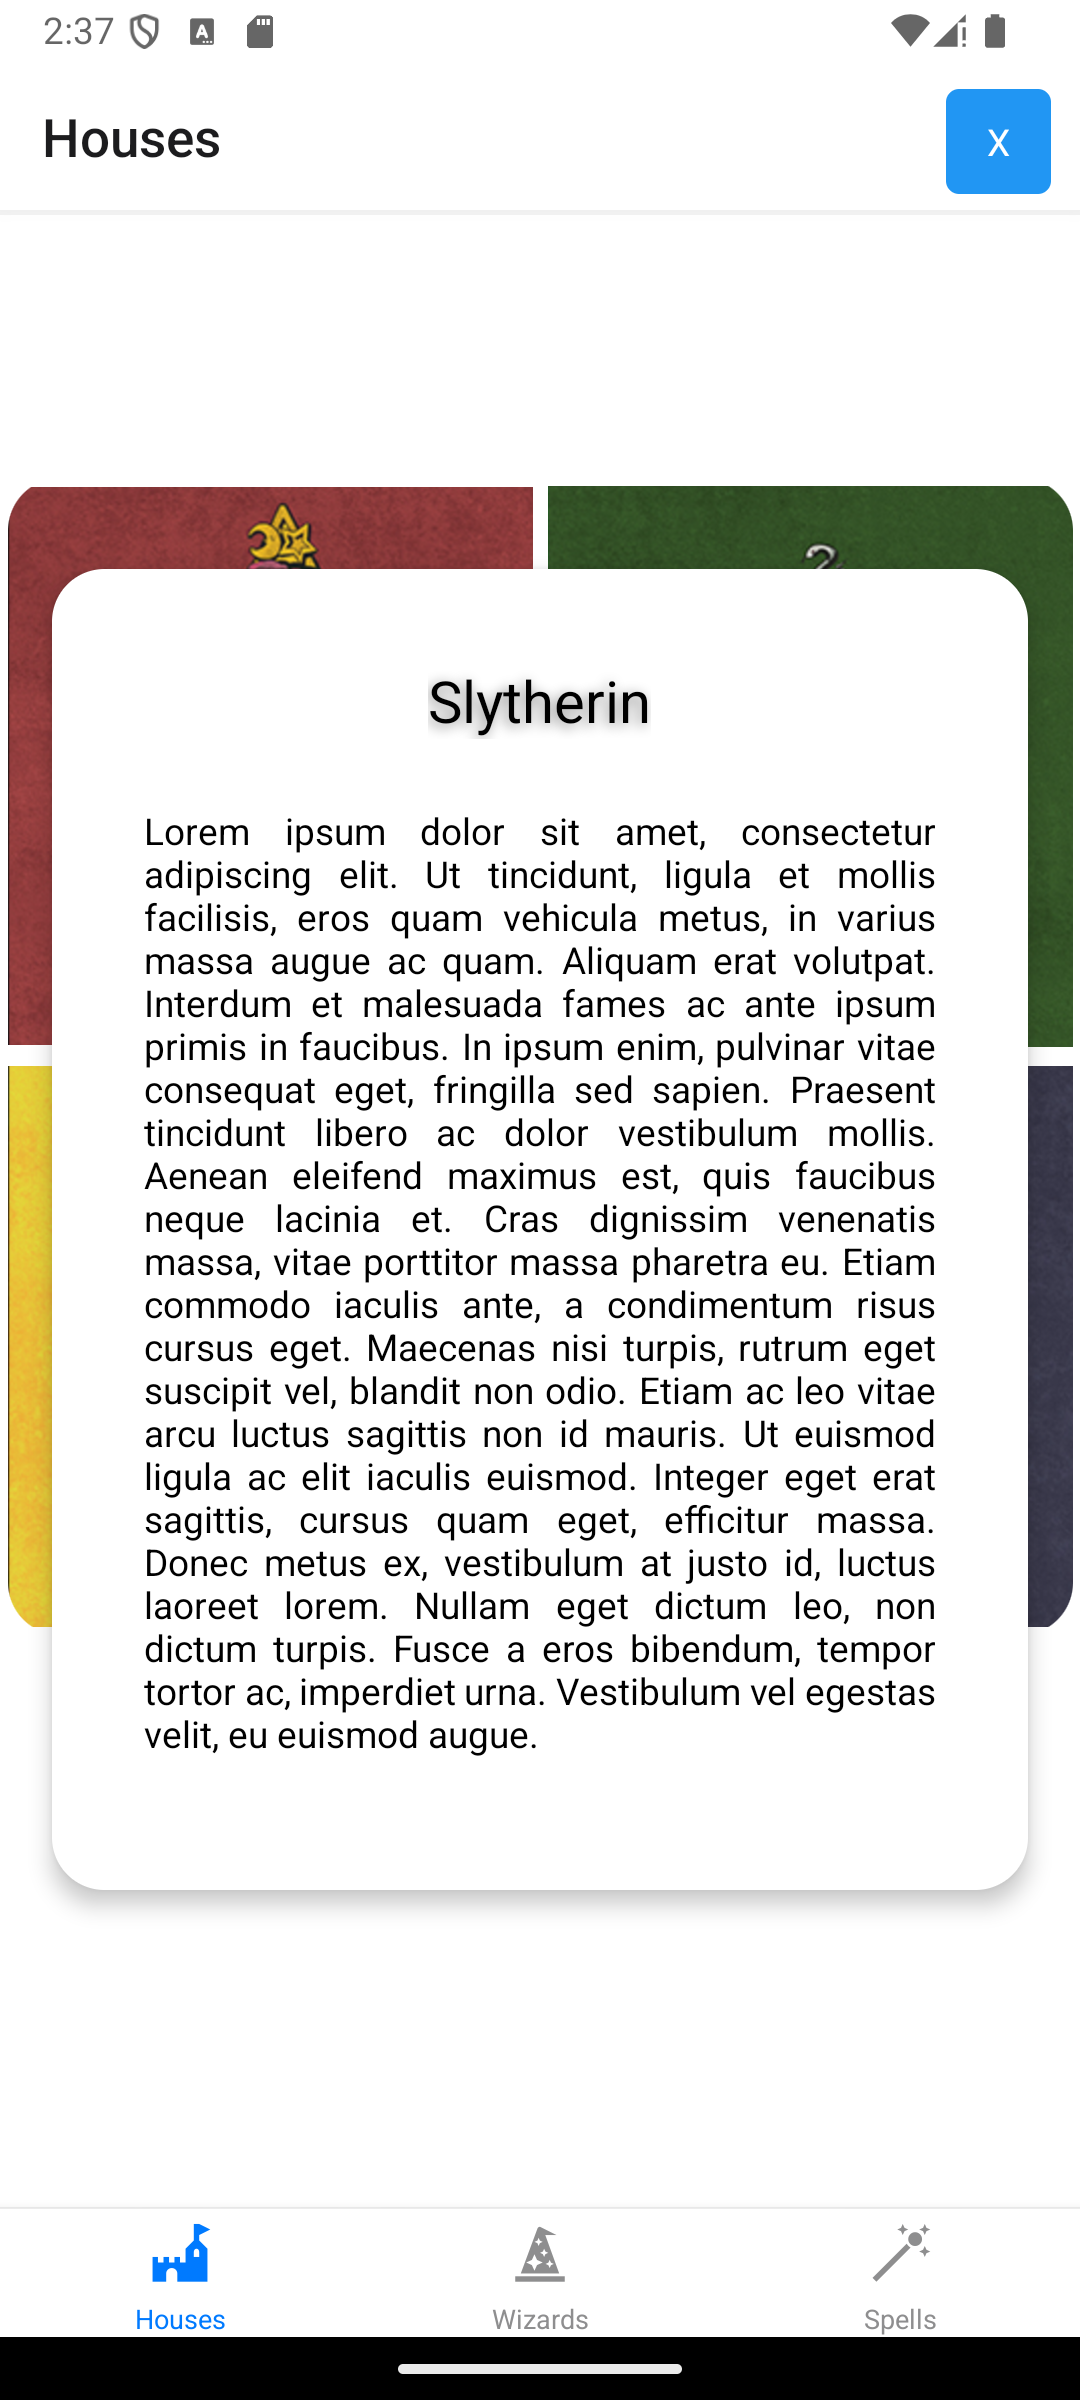 2:37
Houses
X
Slytherin
Lorem ipsum dolor sit amet, consectetur
adipiscing elit. Ut tincidunt, ligula et mollis
facilisis, eros quam vehicula metus, in varius
massa augue ac quam. Aliquam erat volutpat.
Interdum et malesuada fames ac ante ipsum
primis in faucibus. In ipsum enim, pulvinar vitae
consequat eget, fringilla sed sapien. Praesent
tincidunt libero ac dolor vestibulum mollis.
Aenean eleifend maximus est, quis faucibus
neque lacinia et. Cras dignissim venenatis
massa, vitae porttitor massa pharetra eu. Etiam
commodo iaculis ante, a condimentum risus
cursus eget. Maecenas nisi turpis, rutrum eget
suscipit vel, blandit non odio. Etiam ac leo vitae
arcu luctus sagittis non id mauris. Ut euismod
ligula ac elit iaculis euismod. Integer eget erat
sagittis, cursus quam eget, efficitur massa.
Donec metus ex, vestibulum at justo id, luctus
laoreet lorem. Nullam eget dictum leo, non
dictum turpis. Fusce a eros bibendum, tempor
tortor ac, imperdiet urna. Vestibulum vel egestas
velit, eu euismod augue.
Houses
Wizards
Spells